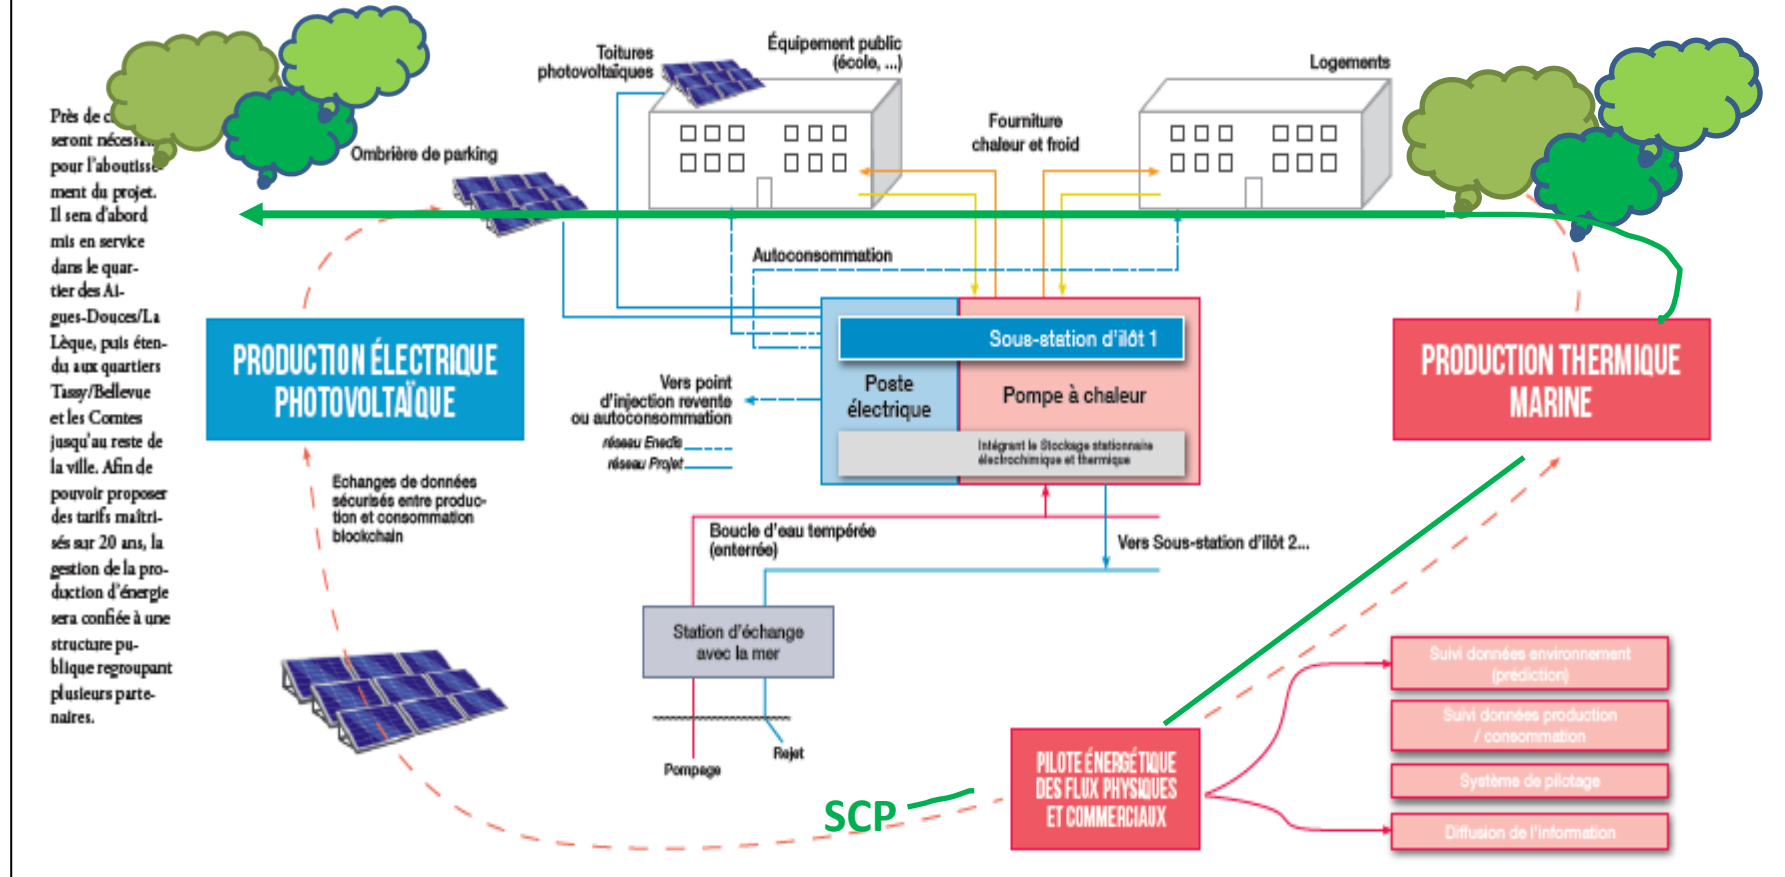 Près de c
seront nécessa
pour l'aboutisse-
ment du projet.
Il sera d'abord
mis en service
dans le quar-
tier des Ai-
gues-Douces/La
Lèque, puis éten-
du aux quartiers
Tassy/Bellevue
et les Comtes
jusqu'au reste de
la ville. Afin de
pouvoir proposer
des tarifs maîtri-
sés sur 20 ans, la
gestion de la pro-
duction d'énergie
sera confiée à une
structure pu-
blique regroupant
plusieurs parte-
naires.
Toitures
photovoltaïques
Équipement public
(école, ...)
Logements
Ombrière de parking
Fourniture
chaleur et froid
Autoconsommation
PRODUCTION ÉLECTRIQUE
PHOTOVOLTAÏQUE
Sous-station d'ilôt 1
Poste
électrique
Pompe à chaleur
Intégrant le Stockage stationnaire
électrochimique et thermique
PRODUCTION THERMIQUE
MARINE
Vers point
d'injection revente
ou autoconsommation
réseau Enedis
réseau Projet
Echanges de données
sécurisés entre produc-
tion et consommation
blockchain
Boucle d'eau tempérée
(enterrée)
Vers Sous-station d'ilôt 2...
Station d'échange
avec la mer
Pompage
Rejet
SCP
PILOTE ÉNERGÉTIQUE
DES FLUX PHYSIQUES
ET COMMERCIAUX
Suivi données environnement
(prédiction)
Suivi données production
/ consommation
Système de pilotage
Diffusion de l'information